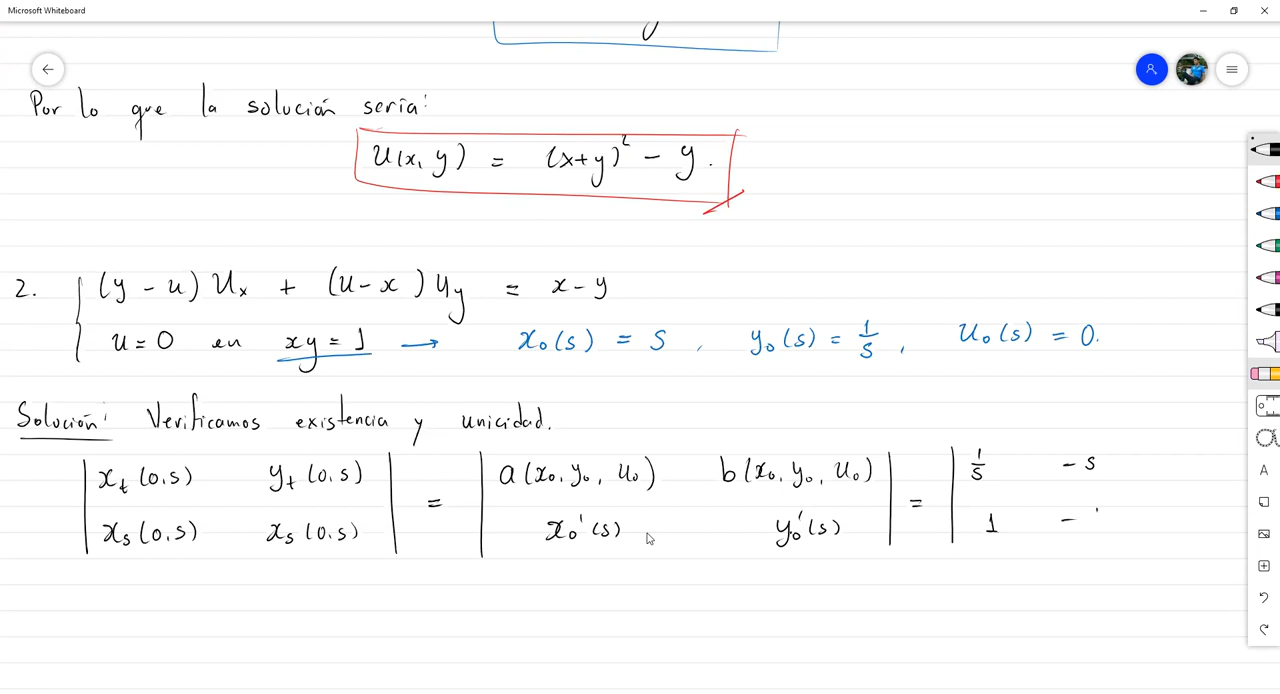 Microsoft Whiteboard
Por lo que la solución sería:
u(x, y) = (x+y)² - y.
2. (y - u) Ux + (u - x) Uy = x - y
u = 0 en xy = 1 → x₀(s) = s, y₀(s) = 1/s, u₀(s) = 0.
Solución: Verificamos existencia y unicidad.
| xₜ(0,s) yₜ(0,s) | = | a(x₀, y₀, u₀) b(x₀, y₀, u₀) | = | 1/s - s
| xₛ(0,s) xₛ(0,s) | | x₀'(s) y₀'(s) | | 1 -
A